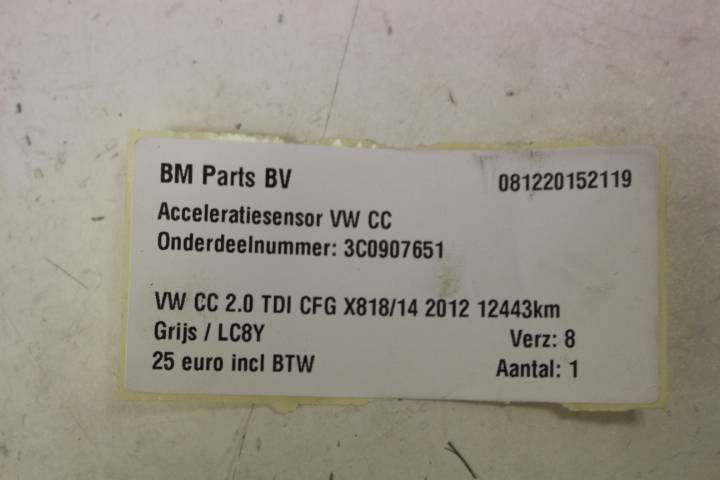 BM Parts BV 081220152119
Acceleratiesensor VW CC
Onderdeelnummer: 3C0907651
VW CC 2.0 TDI CFG X818/14 2012 12443km
Grijs / LC8Y Verz: 8
25 euro incl BTW Aantal: 1